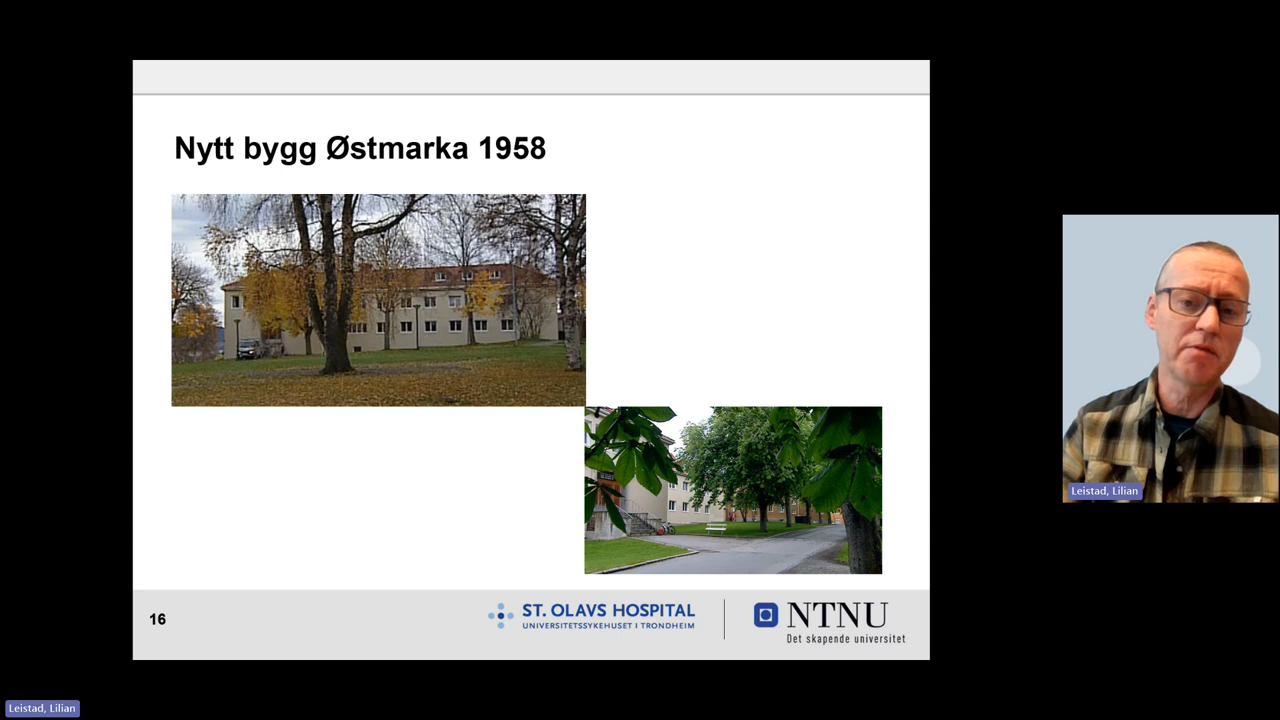 Nytt bygg Østmarka 1958
16
ST. OLAVS HOSPITAL
UNIVERSITETSSYKEHUSET I TRONDHEIM
NTNU
Det skapende universitet
Leistad, Lilian
Leistad, Lilian